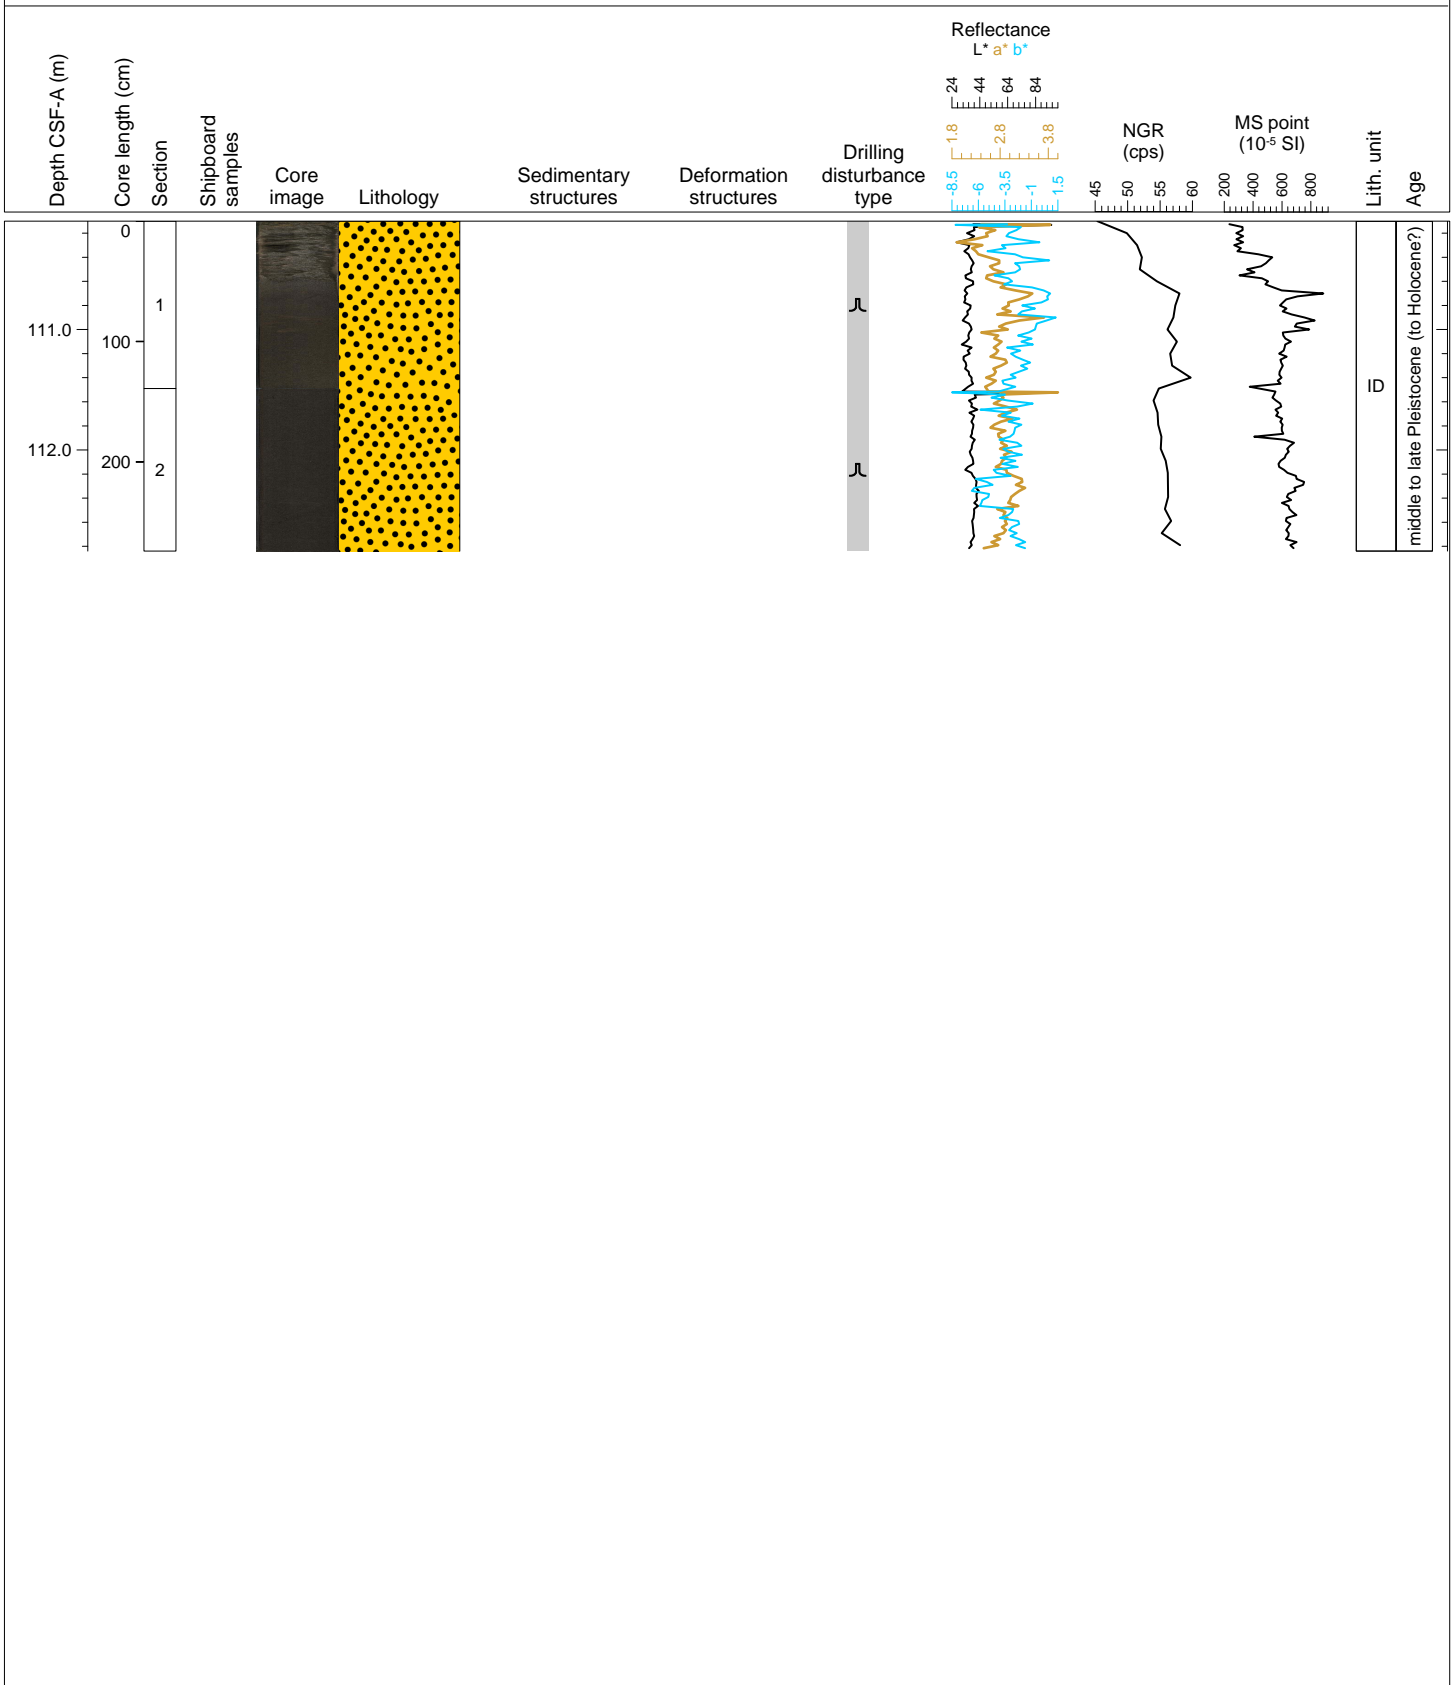 Reflectance
L* a* b*
Depth CSF-A (m)
Core length (cm)
Section
Shipboard
samples
Core
image
Lithology
Sedimentary
structures
Deformation
structures
Drilling
disturbance
type
24 44 64 84
1.8 2.8 3.8
-8.5 -6 -3.5 -1 1.5
NGR
(cps)
45 50 55 60
MS point
(10-5 SI)
200 400 600 800
Lith. unit
Age
0
1
111.0
100
ID
middle to late Pleistocene (to Holocene?)
112.0
200
2